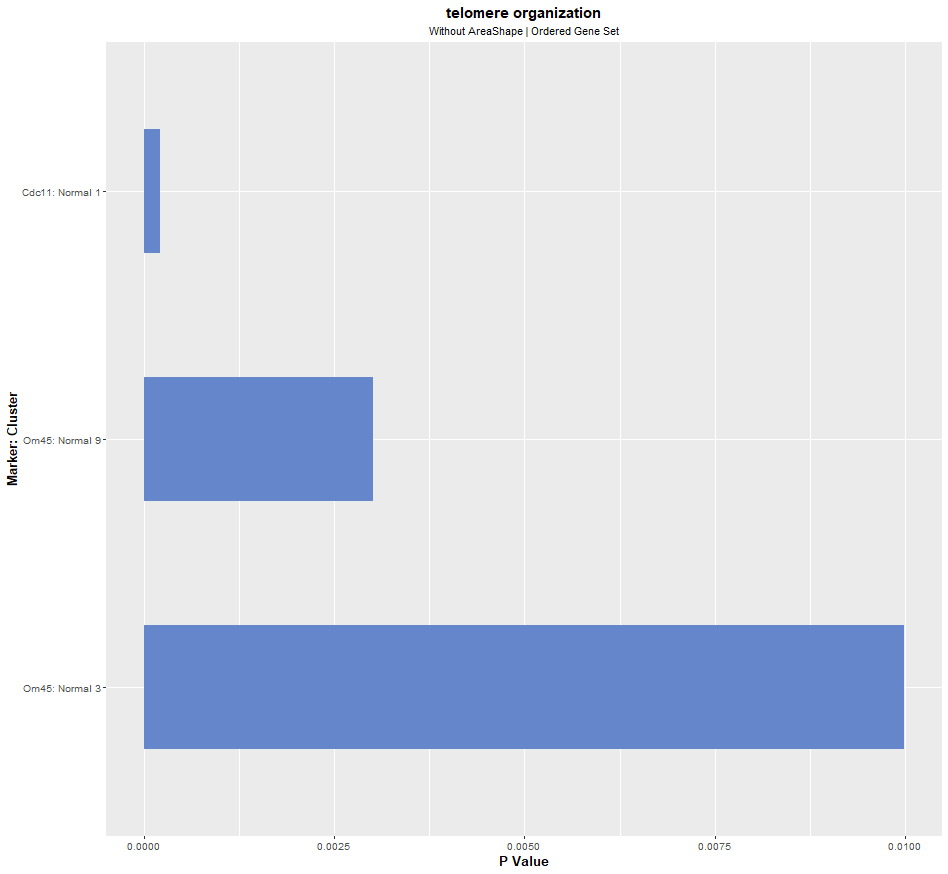 telomere organization
Without AreaShape | Ordered Gene Set
Marker: Cluster
Cdc11: Normal 1
Om45: Normal 9
Om45: Normal 3
0.0000
0.0025
0.0050
0.0075
0.0100
P Value